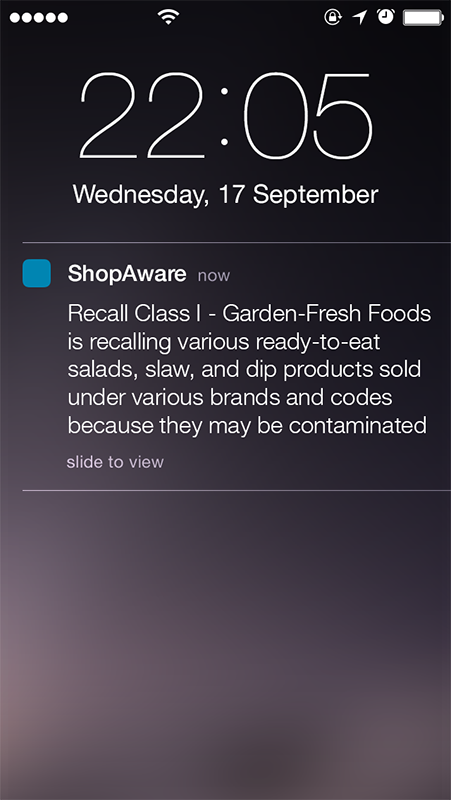 22:05
Wednesday, 17 September
ShopAware now
Recall Class I - Garden-Fresh Foods
is recalling various ready-to-eat
salads, slaw, and dip products sold
under various brands and codes
because they may be contaminated
slide to view